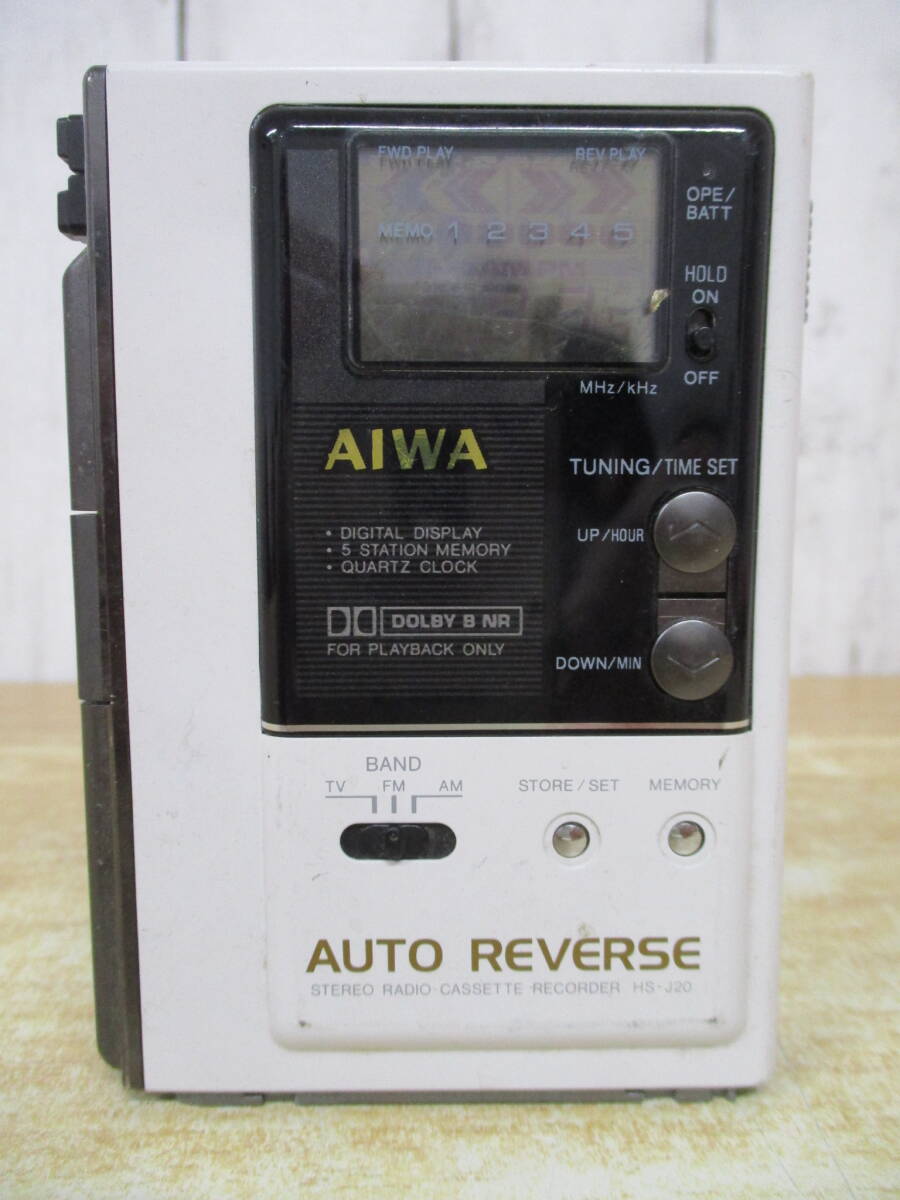 FWD PLAY REV PLAY
MEMO 1 2 3 4 5
OPE/
BATT
HOLD
ON
OFF
MHz/kHz
AIWA
TUNING/TIME SET
UP/HOUR
• DIGITAL DISPLAY
• 5 STATION MEMORY
• QUARTZ CLOCK
DOLBY B NR
FOR PLAYBACK ONLY
DOWN/MIN
BAND
TV FM AM
STORE/SET
MEMORY
AUTO REVERSE
STEREO RADIO CASSETTE RECORDER HS-J20